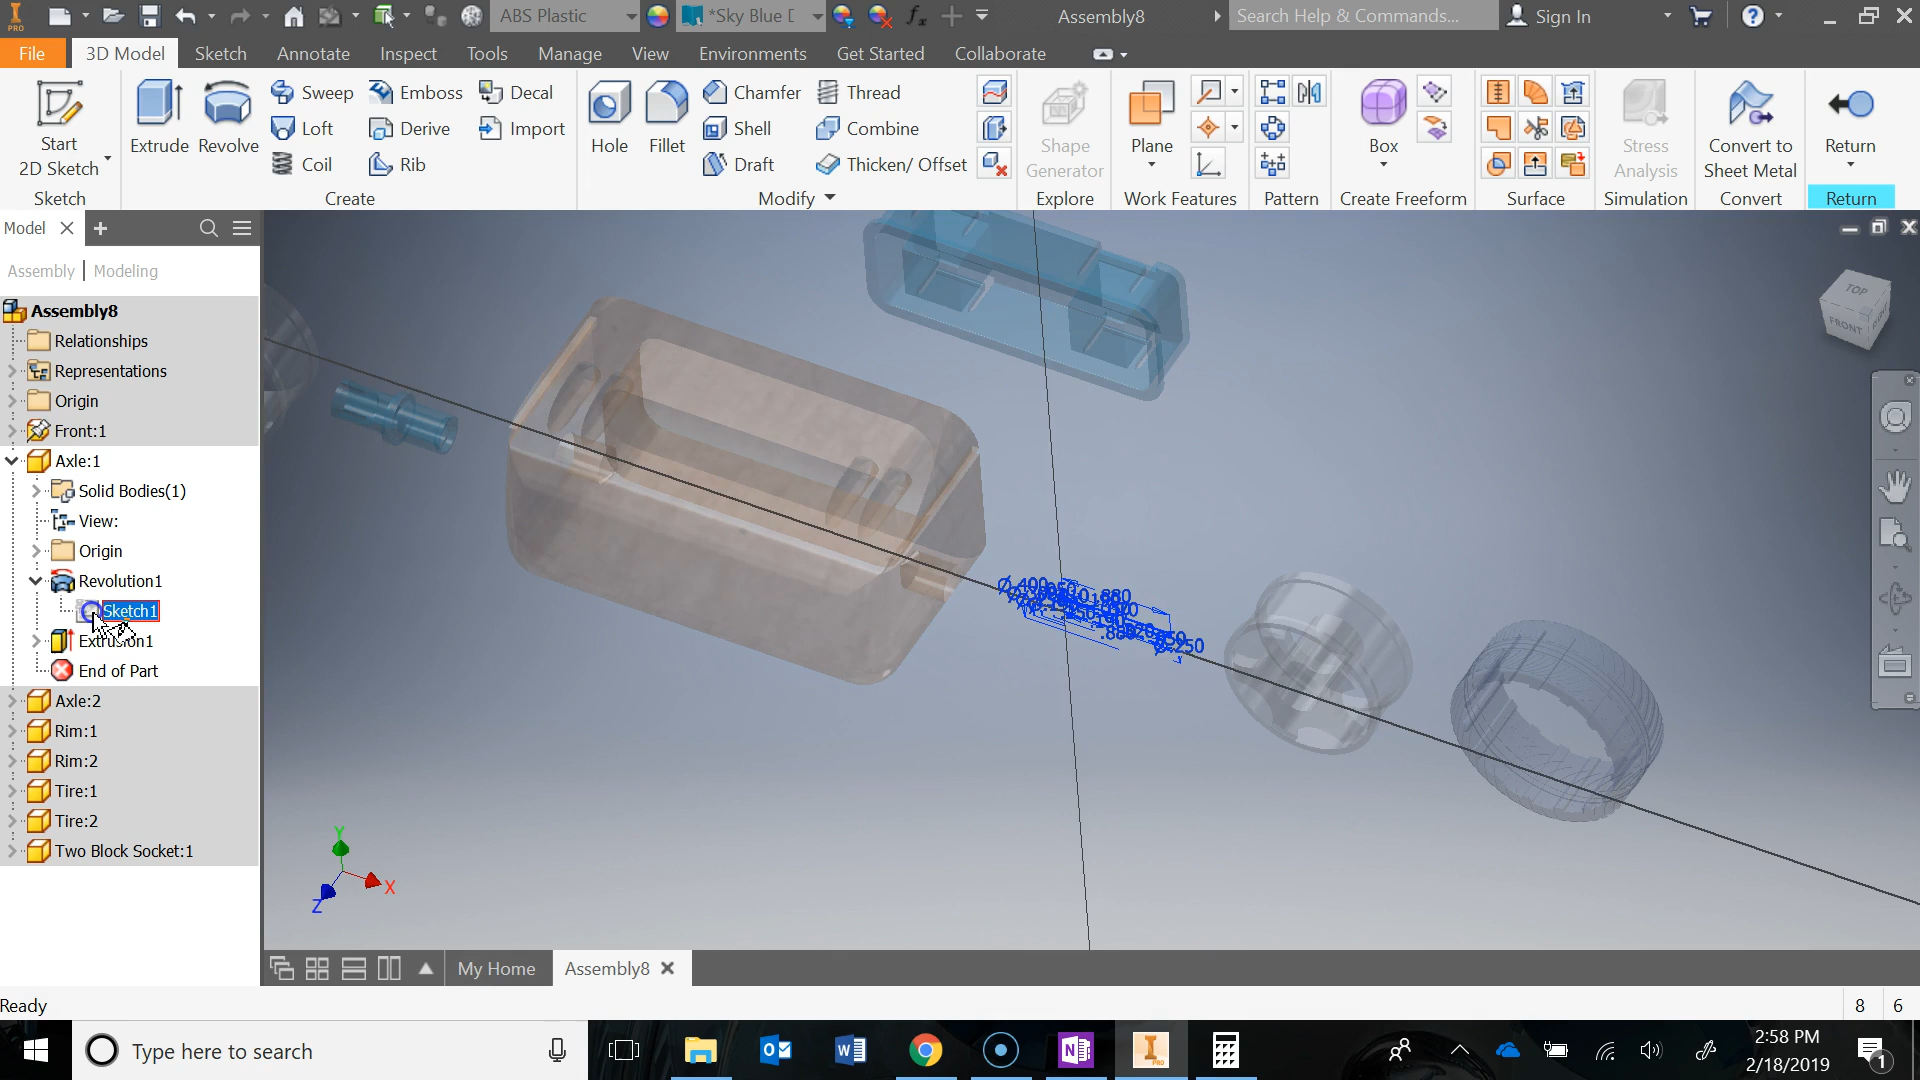 PRO
ABS Plastic
*Sky Blue D
Assembly8
Search Help & Commands...
Sign In
File
3D Model
Sketch
Annotate
Inspect
Tools
Manage
View
Environments
Get Started
Collaborate
Start
2D Sketch
Extrude
Revolve
Sweep
Loft
Coil
Emboss
Derive
Rib
Decal
Import
Hole
Fillet
Chamfer
Shell
Draft
Thread
Combine
Thicken/ Offset
Shape
Generator
Plane
Box
Stress
Analysis
Convert to
Sheet Metal
Return
Sketch
Create
Modify
Explore
Work Features
Pattern
Create Freeform
Surface
Simulation
Convert
Return
Model
Assembly
Modeling
Assembly8
Relationships
Representations
Origin
Front:1
Axle:1
Solid Bodies(1)
View:
Origin
Revolution1
Sketch1
Extrusion1
End of Part
Axle:2
Rim:1
Rim:2
Tire:1
Tire:2
Two Block Socket:1
TOP
FRONT
Ø.400
.880
Y
X
Z
My Home
Assembly8
Ready
8
6
Type here to search
PRO
2:58 PM
2/18/2019
1